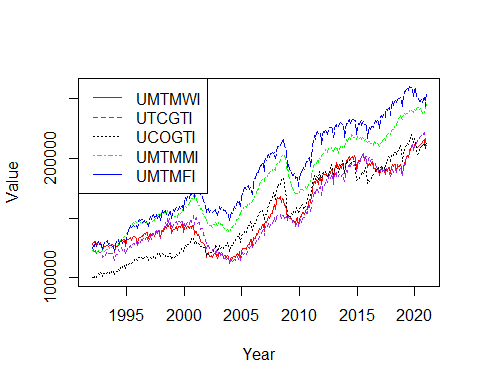 UMTMWI
UTCGTI
UCOGTI
UMTMMI
UMTMFI
Value
100000
200000
1995
2000
2005
2010
2015
2020
Year